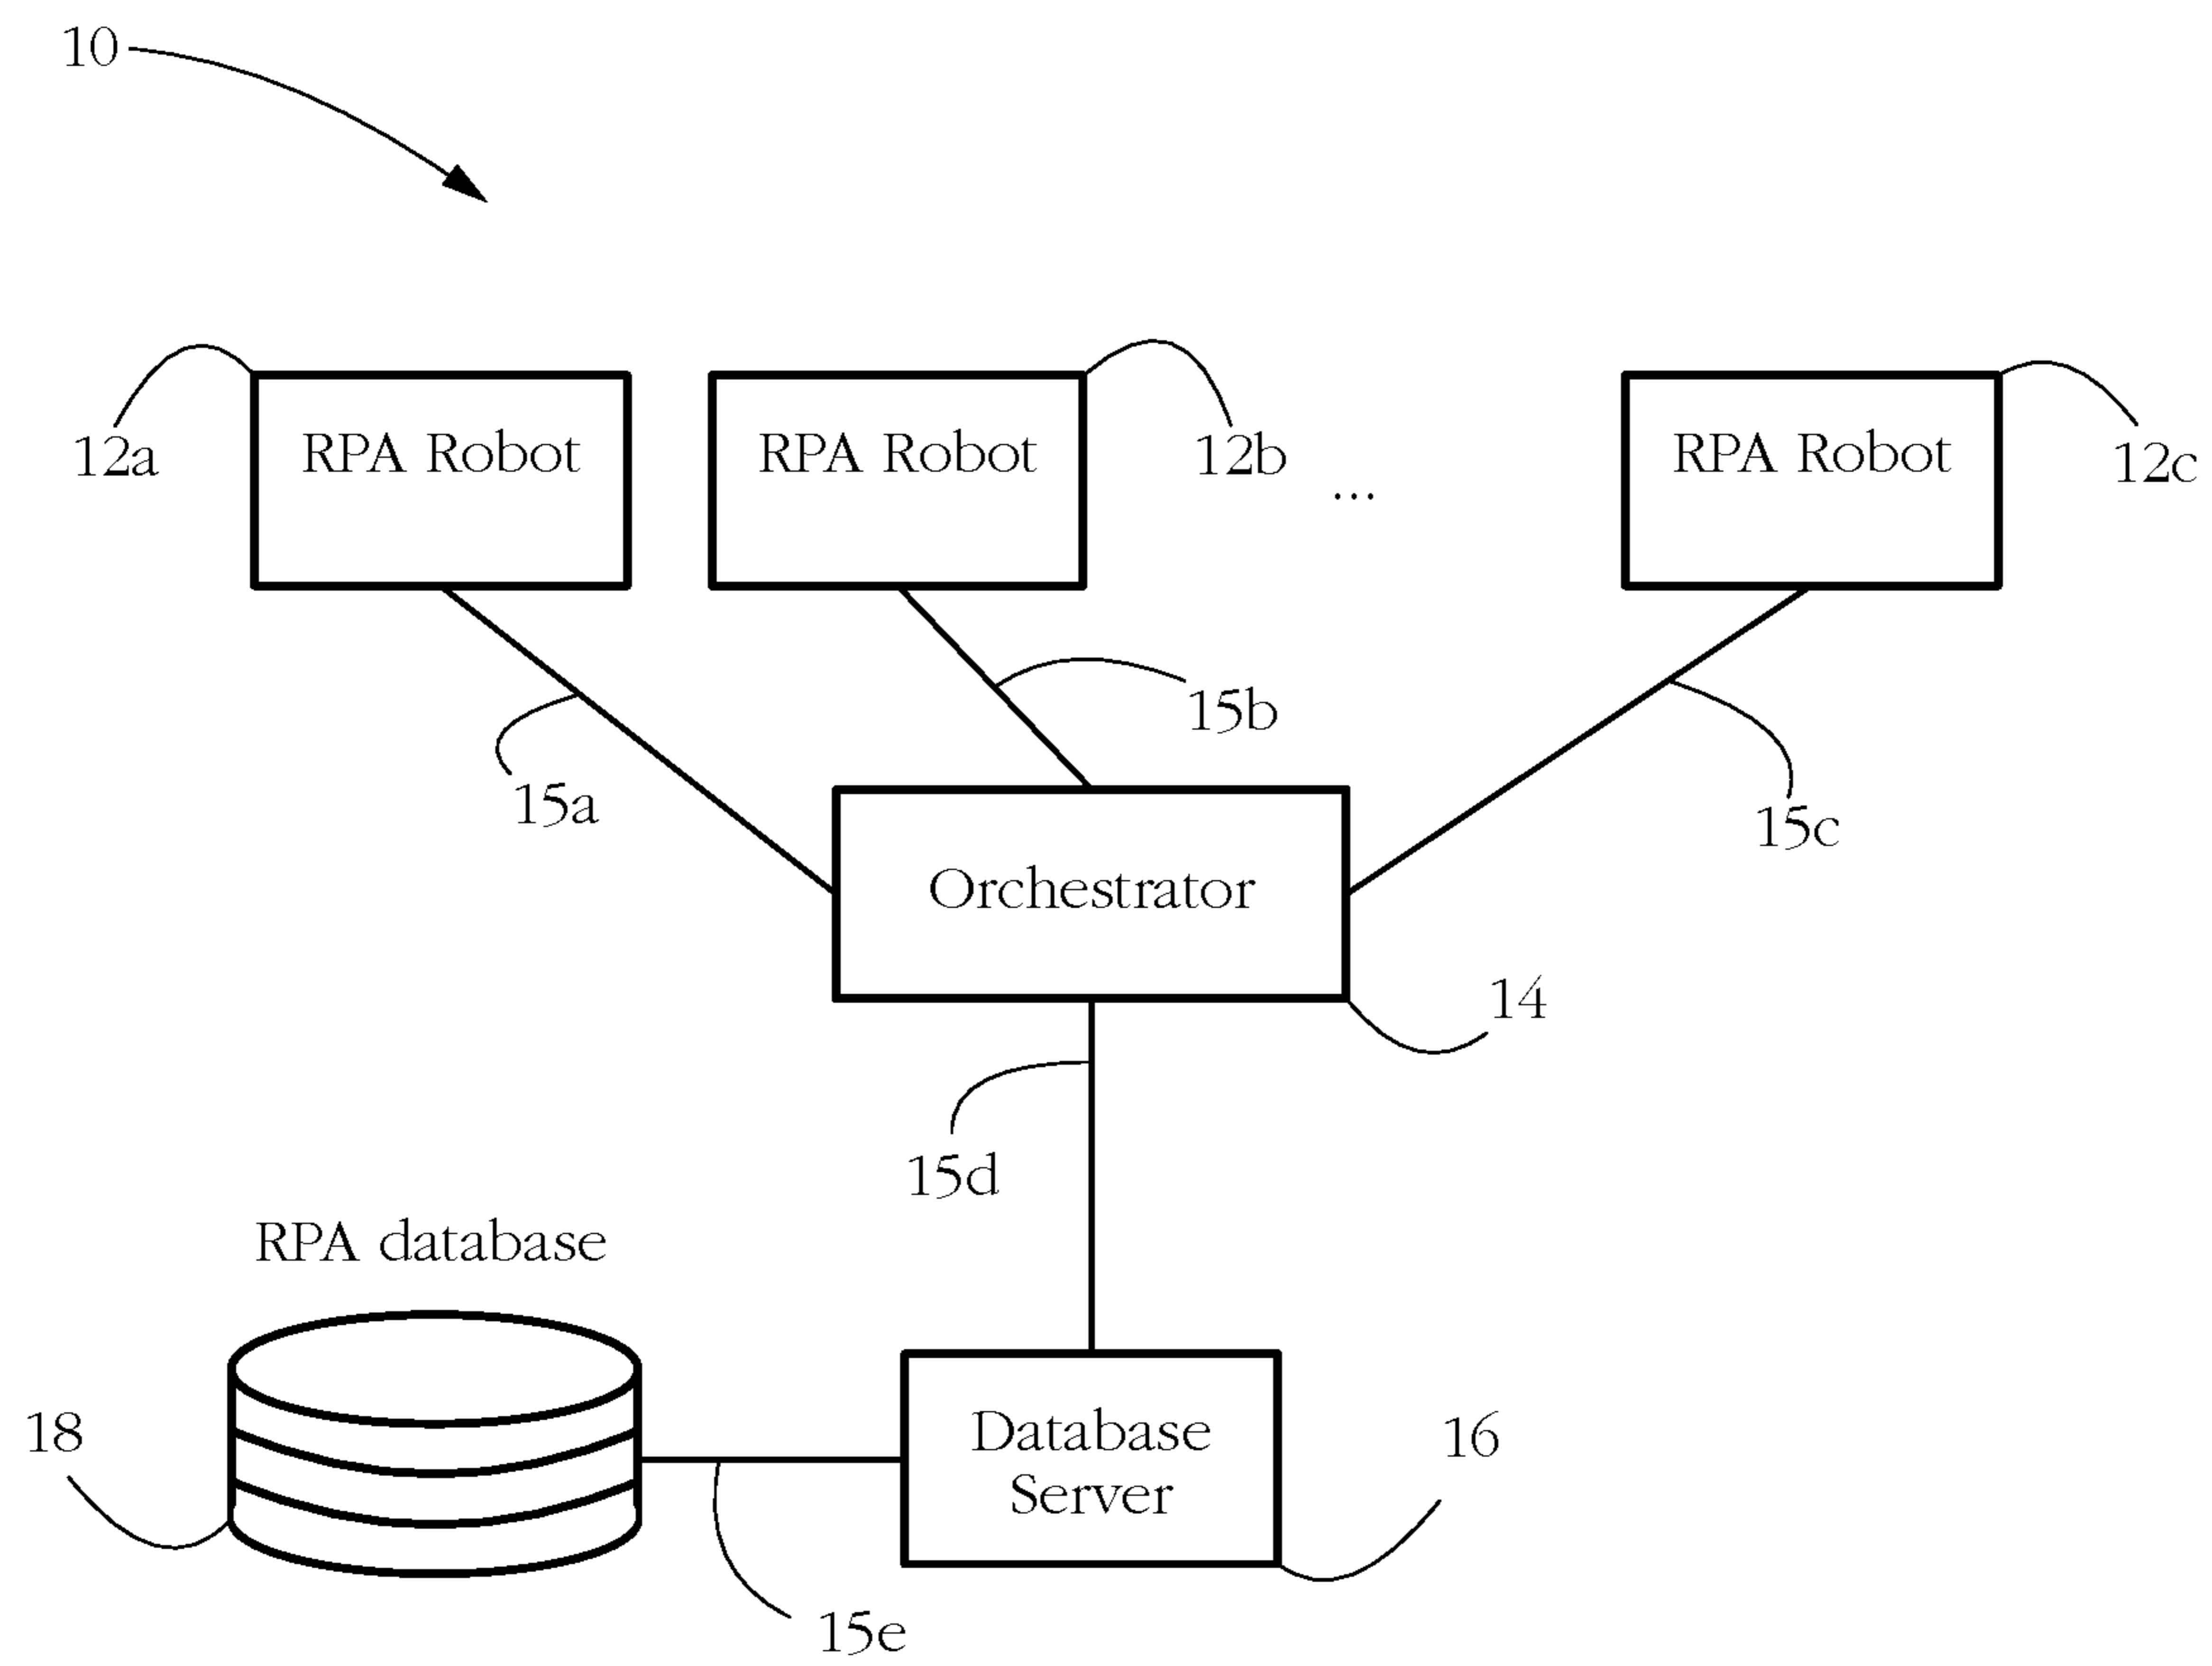 10
12a
RPA Robot
RPA Robot
12b
...
RPA Robot
12c
15a
15b
15c
Orchestrator
14
15d
RPA database
18
Database
Server
16
15e